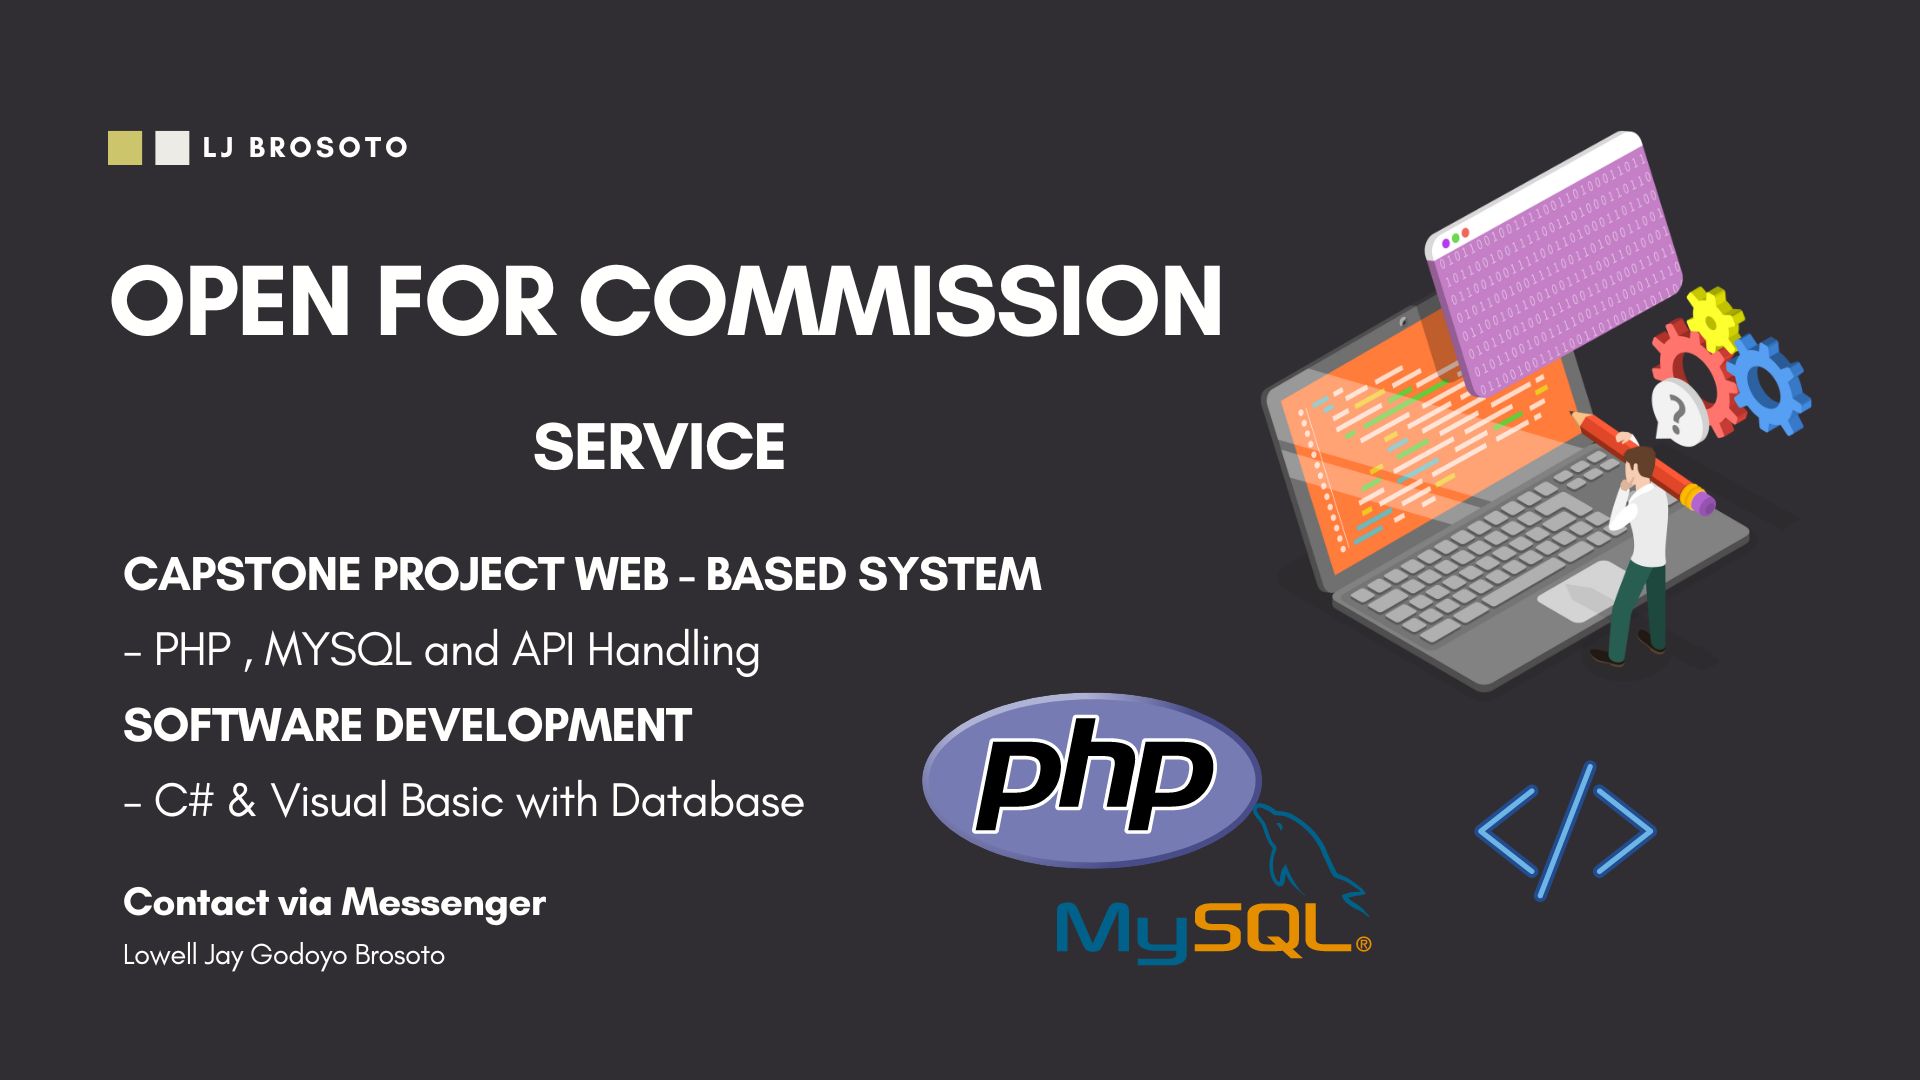 LJ BROSOTO
OPEN FOR COMMISSION
SERVICE
CAPSTONE PROJECT WEB - BASED SYSTEM
- PHP , MYSQL and API Handling
SOFTWARE DEVELOPMENT
- C# & Visual Basic with Database
Contact via Messenger
Lowell Jay Godoyo Brosoto
php
MySQL®
</>
?